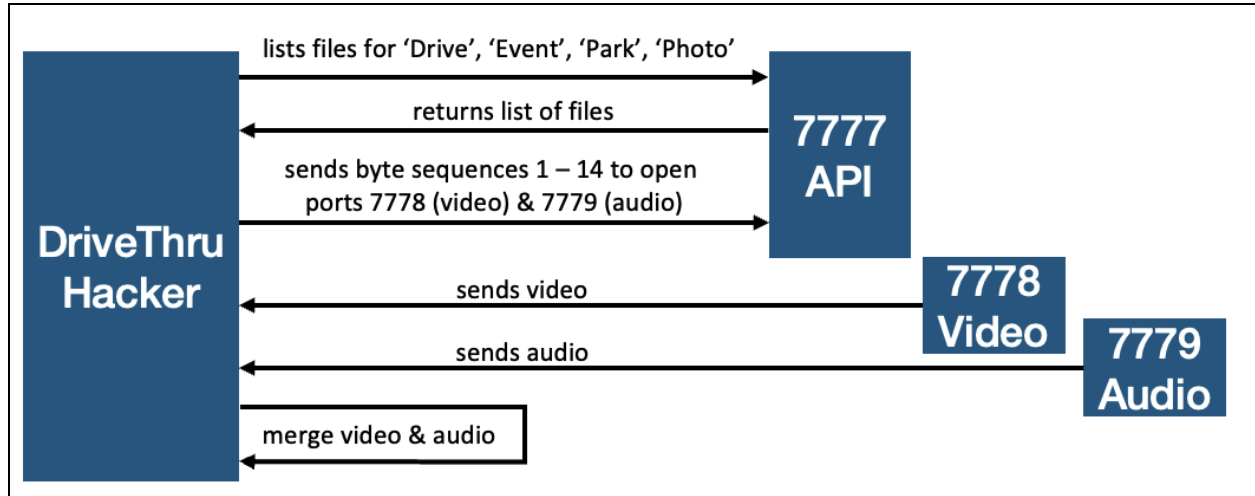 lists files for ‘Drive’, ‘Event’, ‘Park’, ‘Photo’
returns list of files
sends byte sequences 1 – 14 to open
ports 7778 (video) & 7779 (audio)
7777
API
DriveThru
Hacker
sends video
7778
Video
sends audio
7779
Audio
merge video & audio